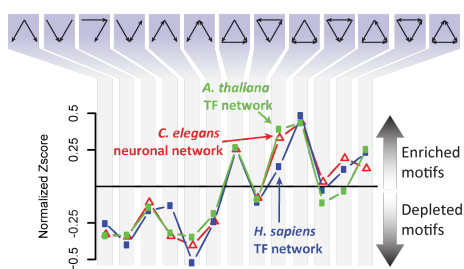 A. thaliana
TF network
0.5
C. elegans
neuronal network
0.25
Enriched
motifs
Normalized Zscore
Depleted
motifs
-0.25
H. sapiens
TF network
-0.5